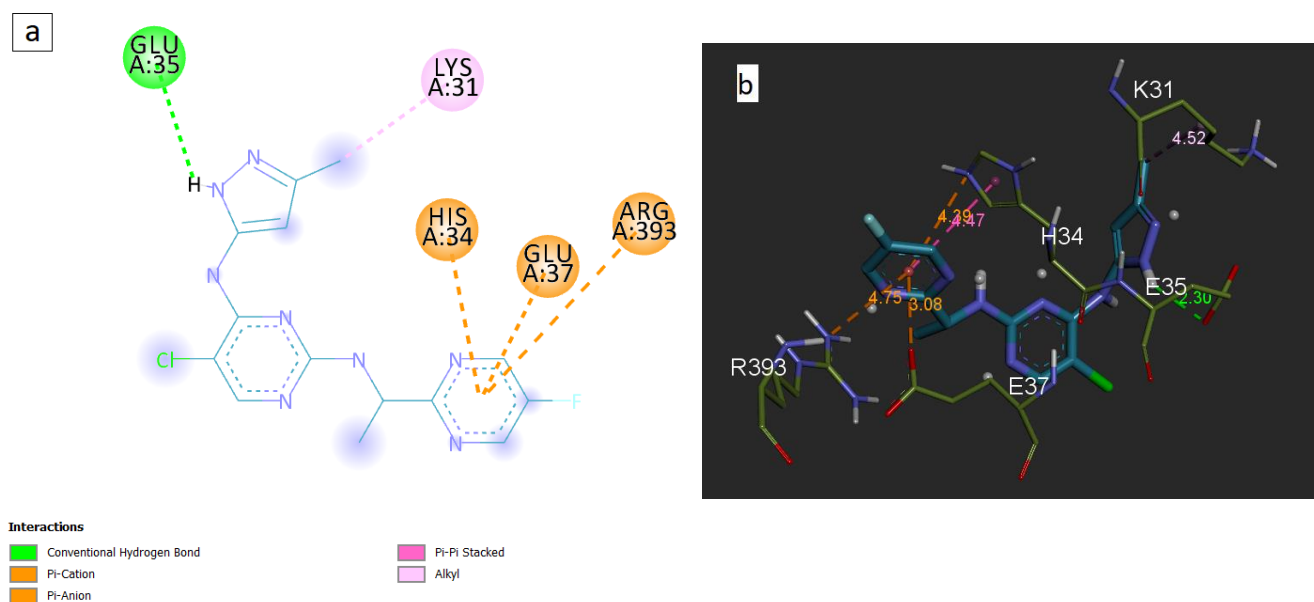 a
GLU
A:35
LYS
A:31
HIS
A:34
GLU
A:37
ARG
A:393
H
N
N
N
N
N
Cl
N
N
N
N
F
Interactions
Conventional Hydrogen Bond
Pi-Cation
Pi-Anion
Pi-Pi Stacked
Alkyl
b
K31
4.52
4.39
4.47
H34
E35
2.30
4.75
3.08
R393
E37